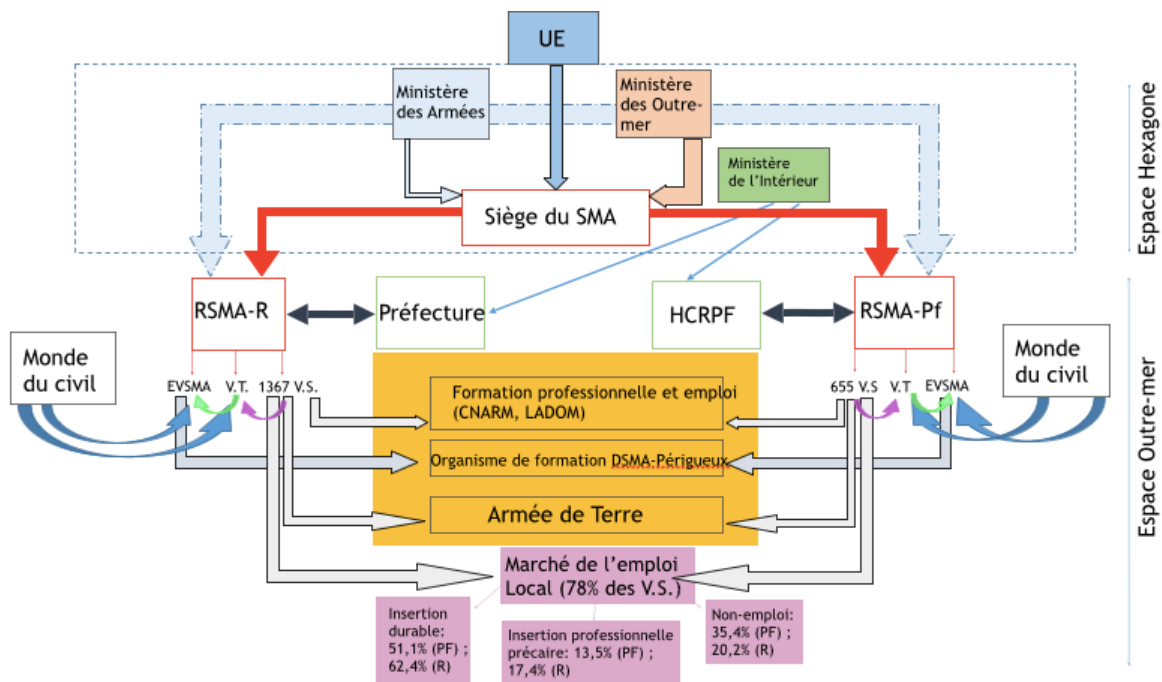 UE
Ministère
des Armées
Ministère
des Outre-
mer
Ministère
de l'Intérieur
Siège du SMA
Espace Hexagone
RSMA-R
Préfecture
HCRPF
RSMA-Pf
Monde
du civil
Monde
du civil
EVSMA V.T. 1367 V.S.
655 V.S V.T EVSMA
Formation professionnelle et emploi
(CNARM, LADOM)
Organisme de formation DSMA-Périgueux
Armée de Terre
Espace Outre-mer
Marché de l'emploi
Local (78% des V.S.)
Insertion
durable:
51,1% (PF) ;
62,4% (R)
Insertion professionnelle
précaire: 13,5% (PF) ;
17,4% (R)
Non-emploi:
35,4% (PF) ;
20,2% (R)